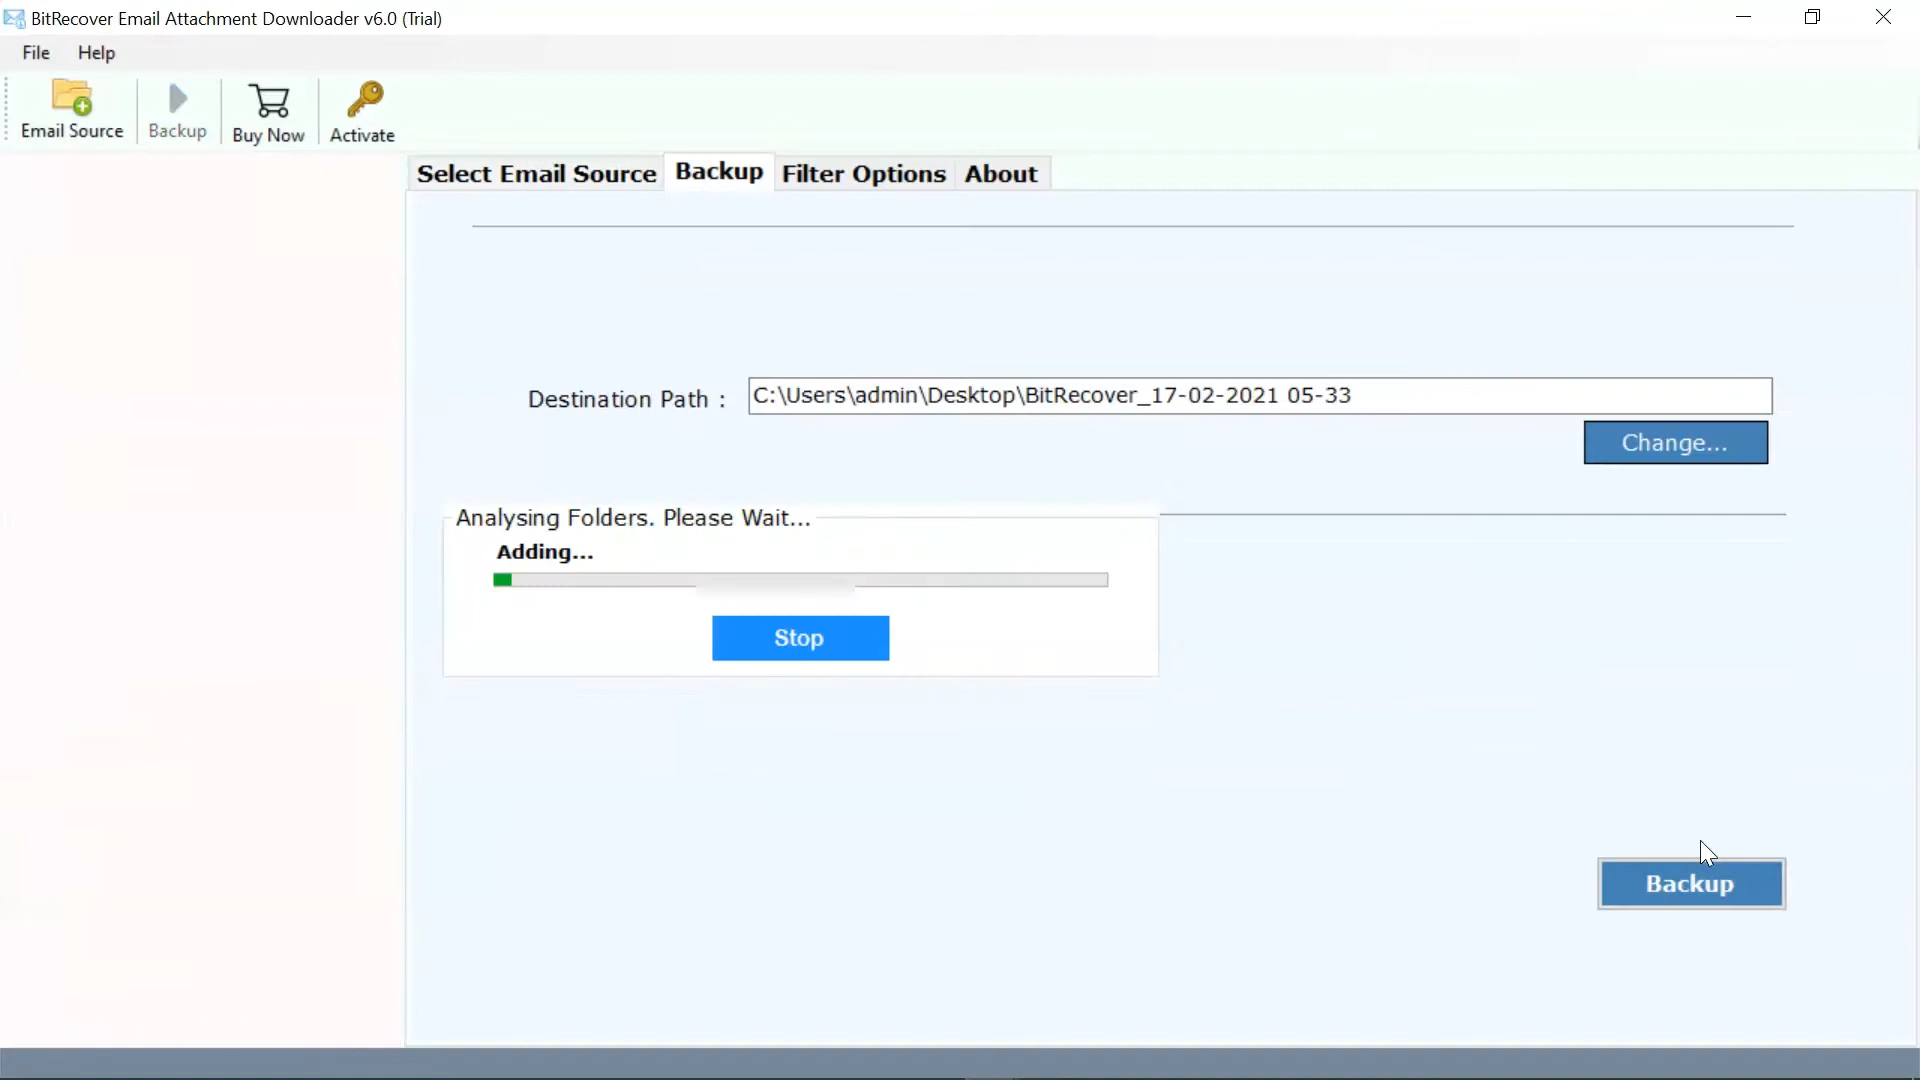 BitRecover Email Attachment Downloader v6.0 (Trial)
File Help
Email Source Backup Buy Now Activate
Select Email Source Backup Filter Options About
Destination Path : C:\Users\admin\Desktop\BitRecover_17-02-2021 05-33
Change...
Analysing Folders. Please Wait...
Adding...
Stop
Backup